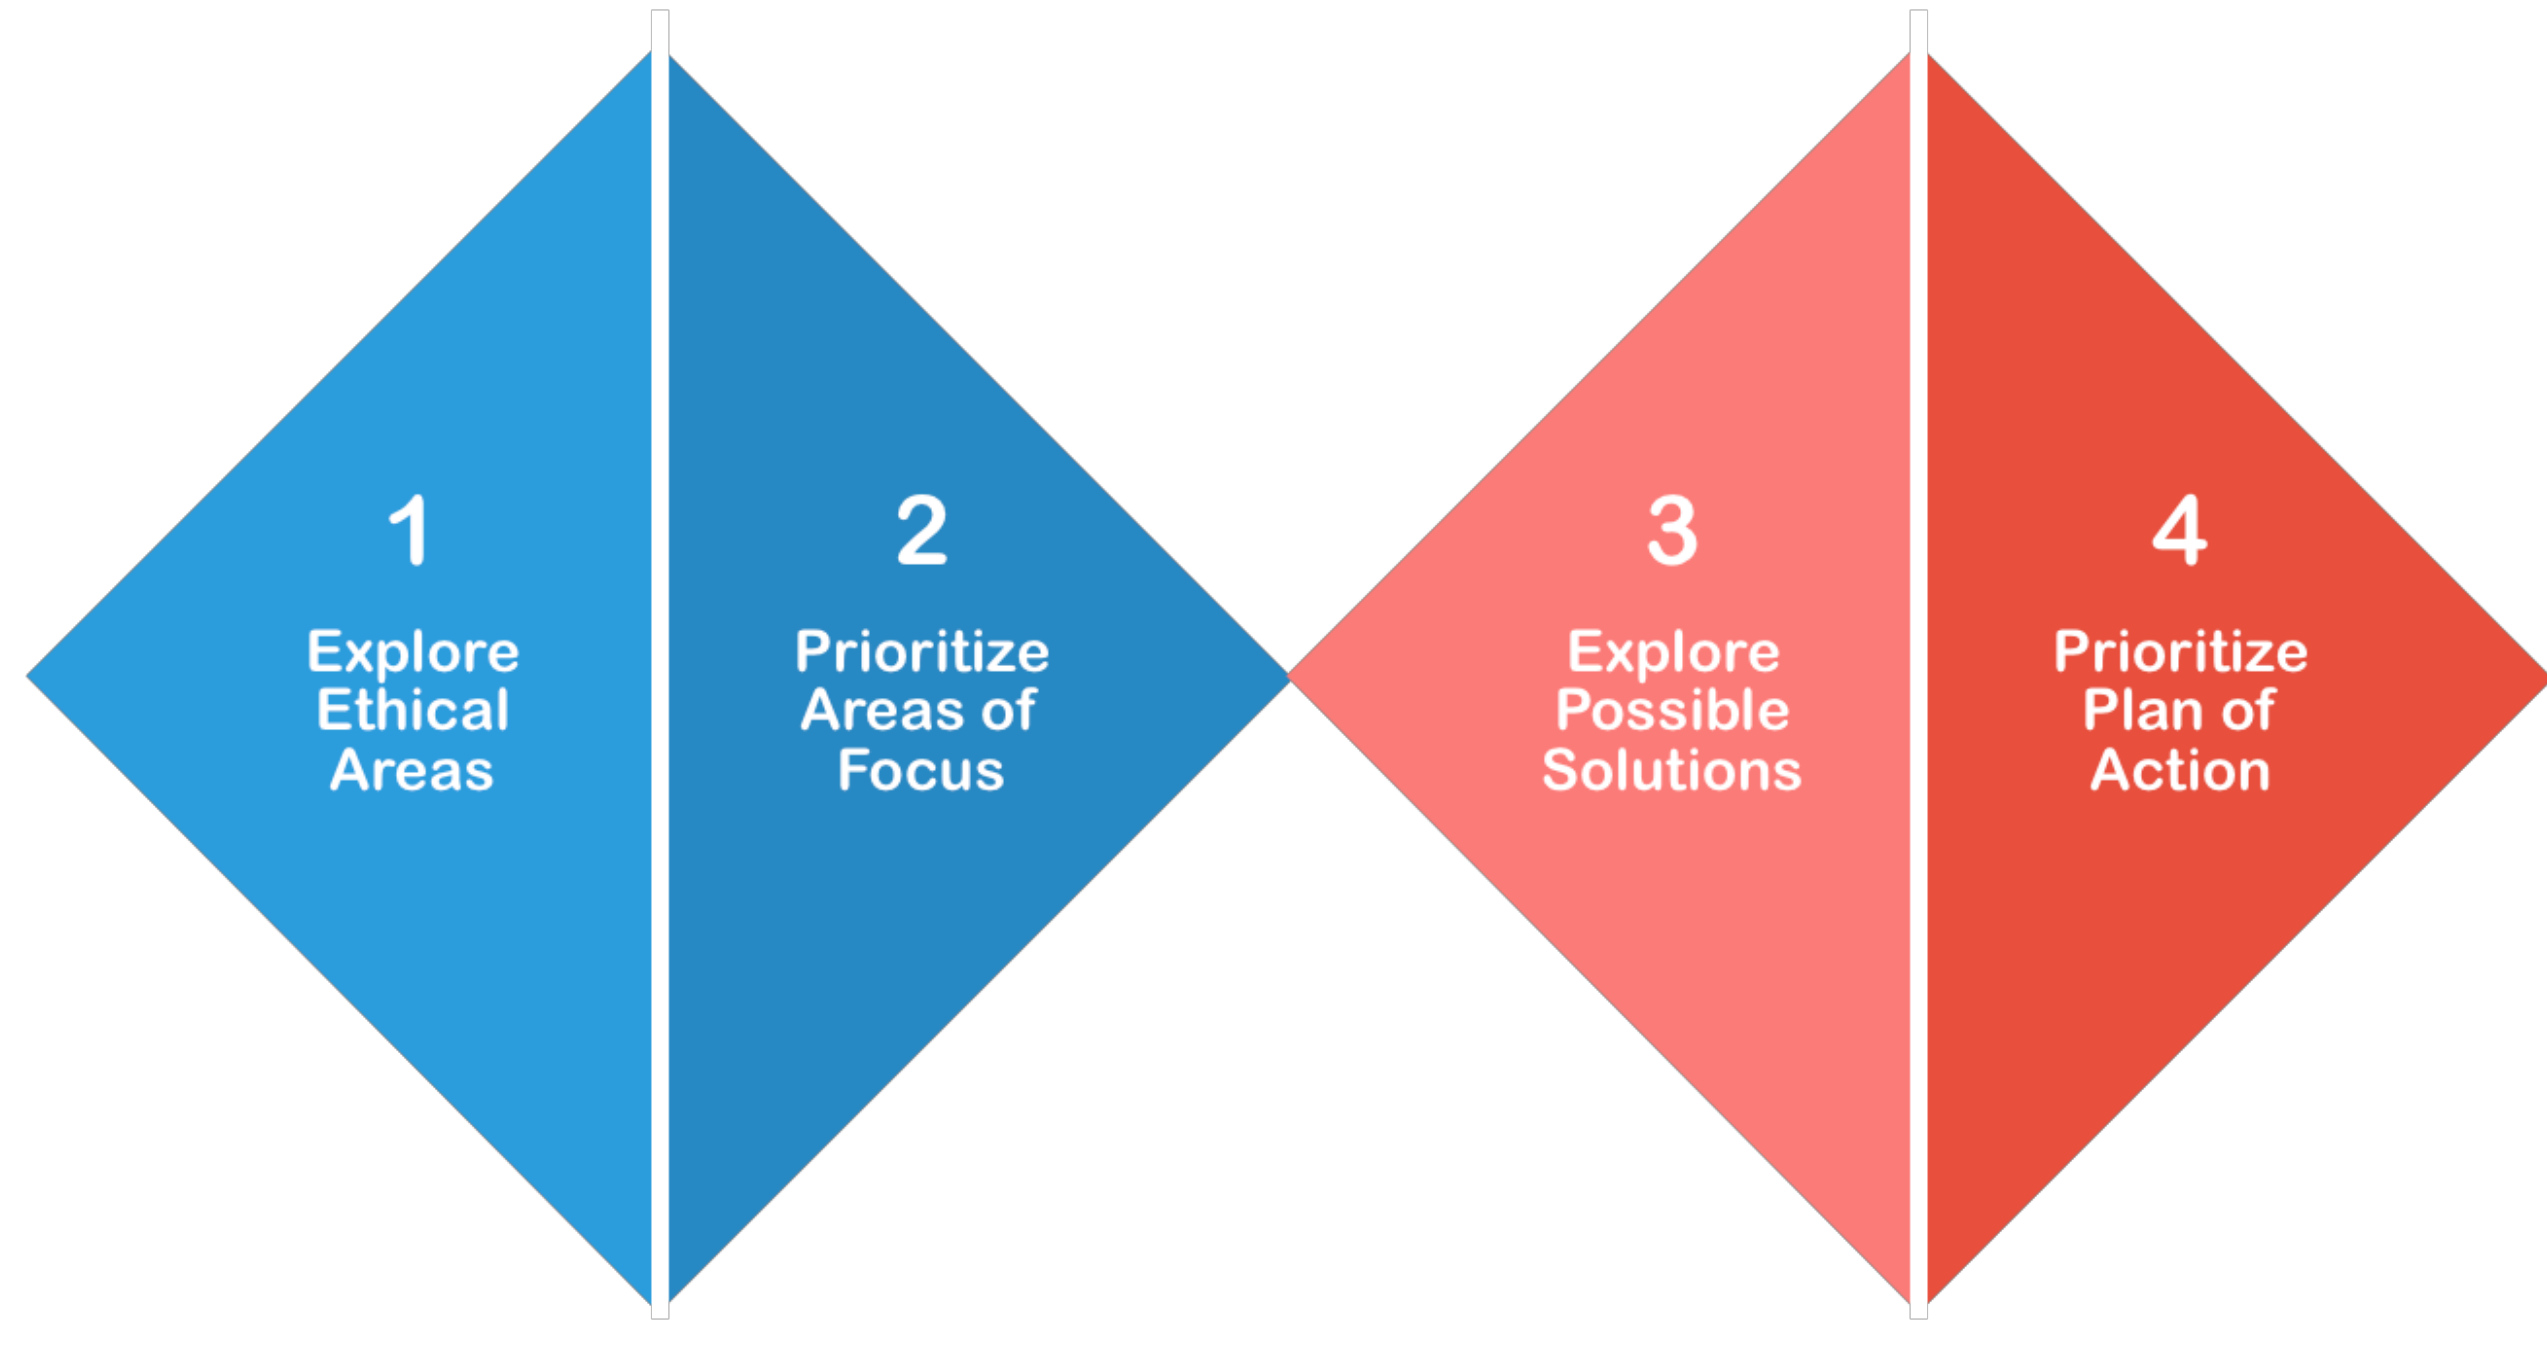 1
Explore
Ethical
Areas
2
Prioritize
Areas of
Focus
3
Explore
Possible
Solutions
4
Prioritize
Plan of
Action